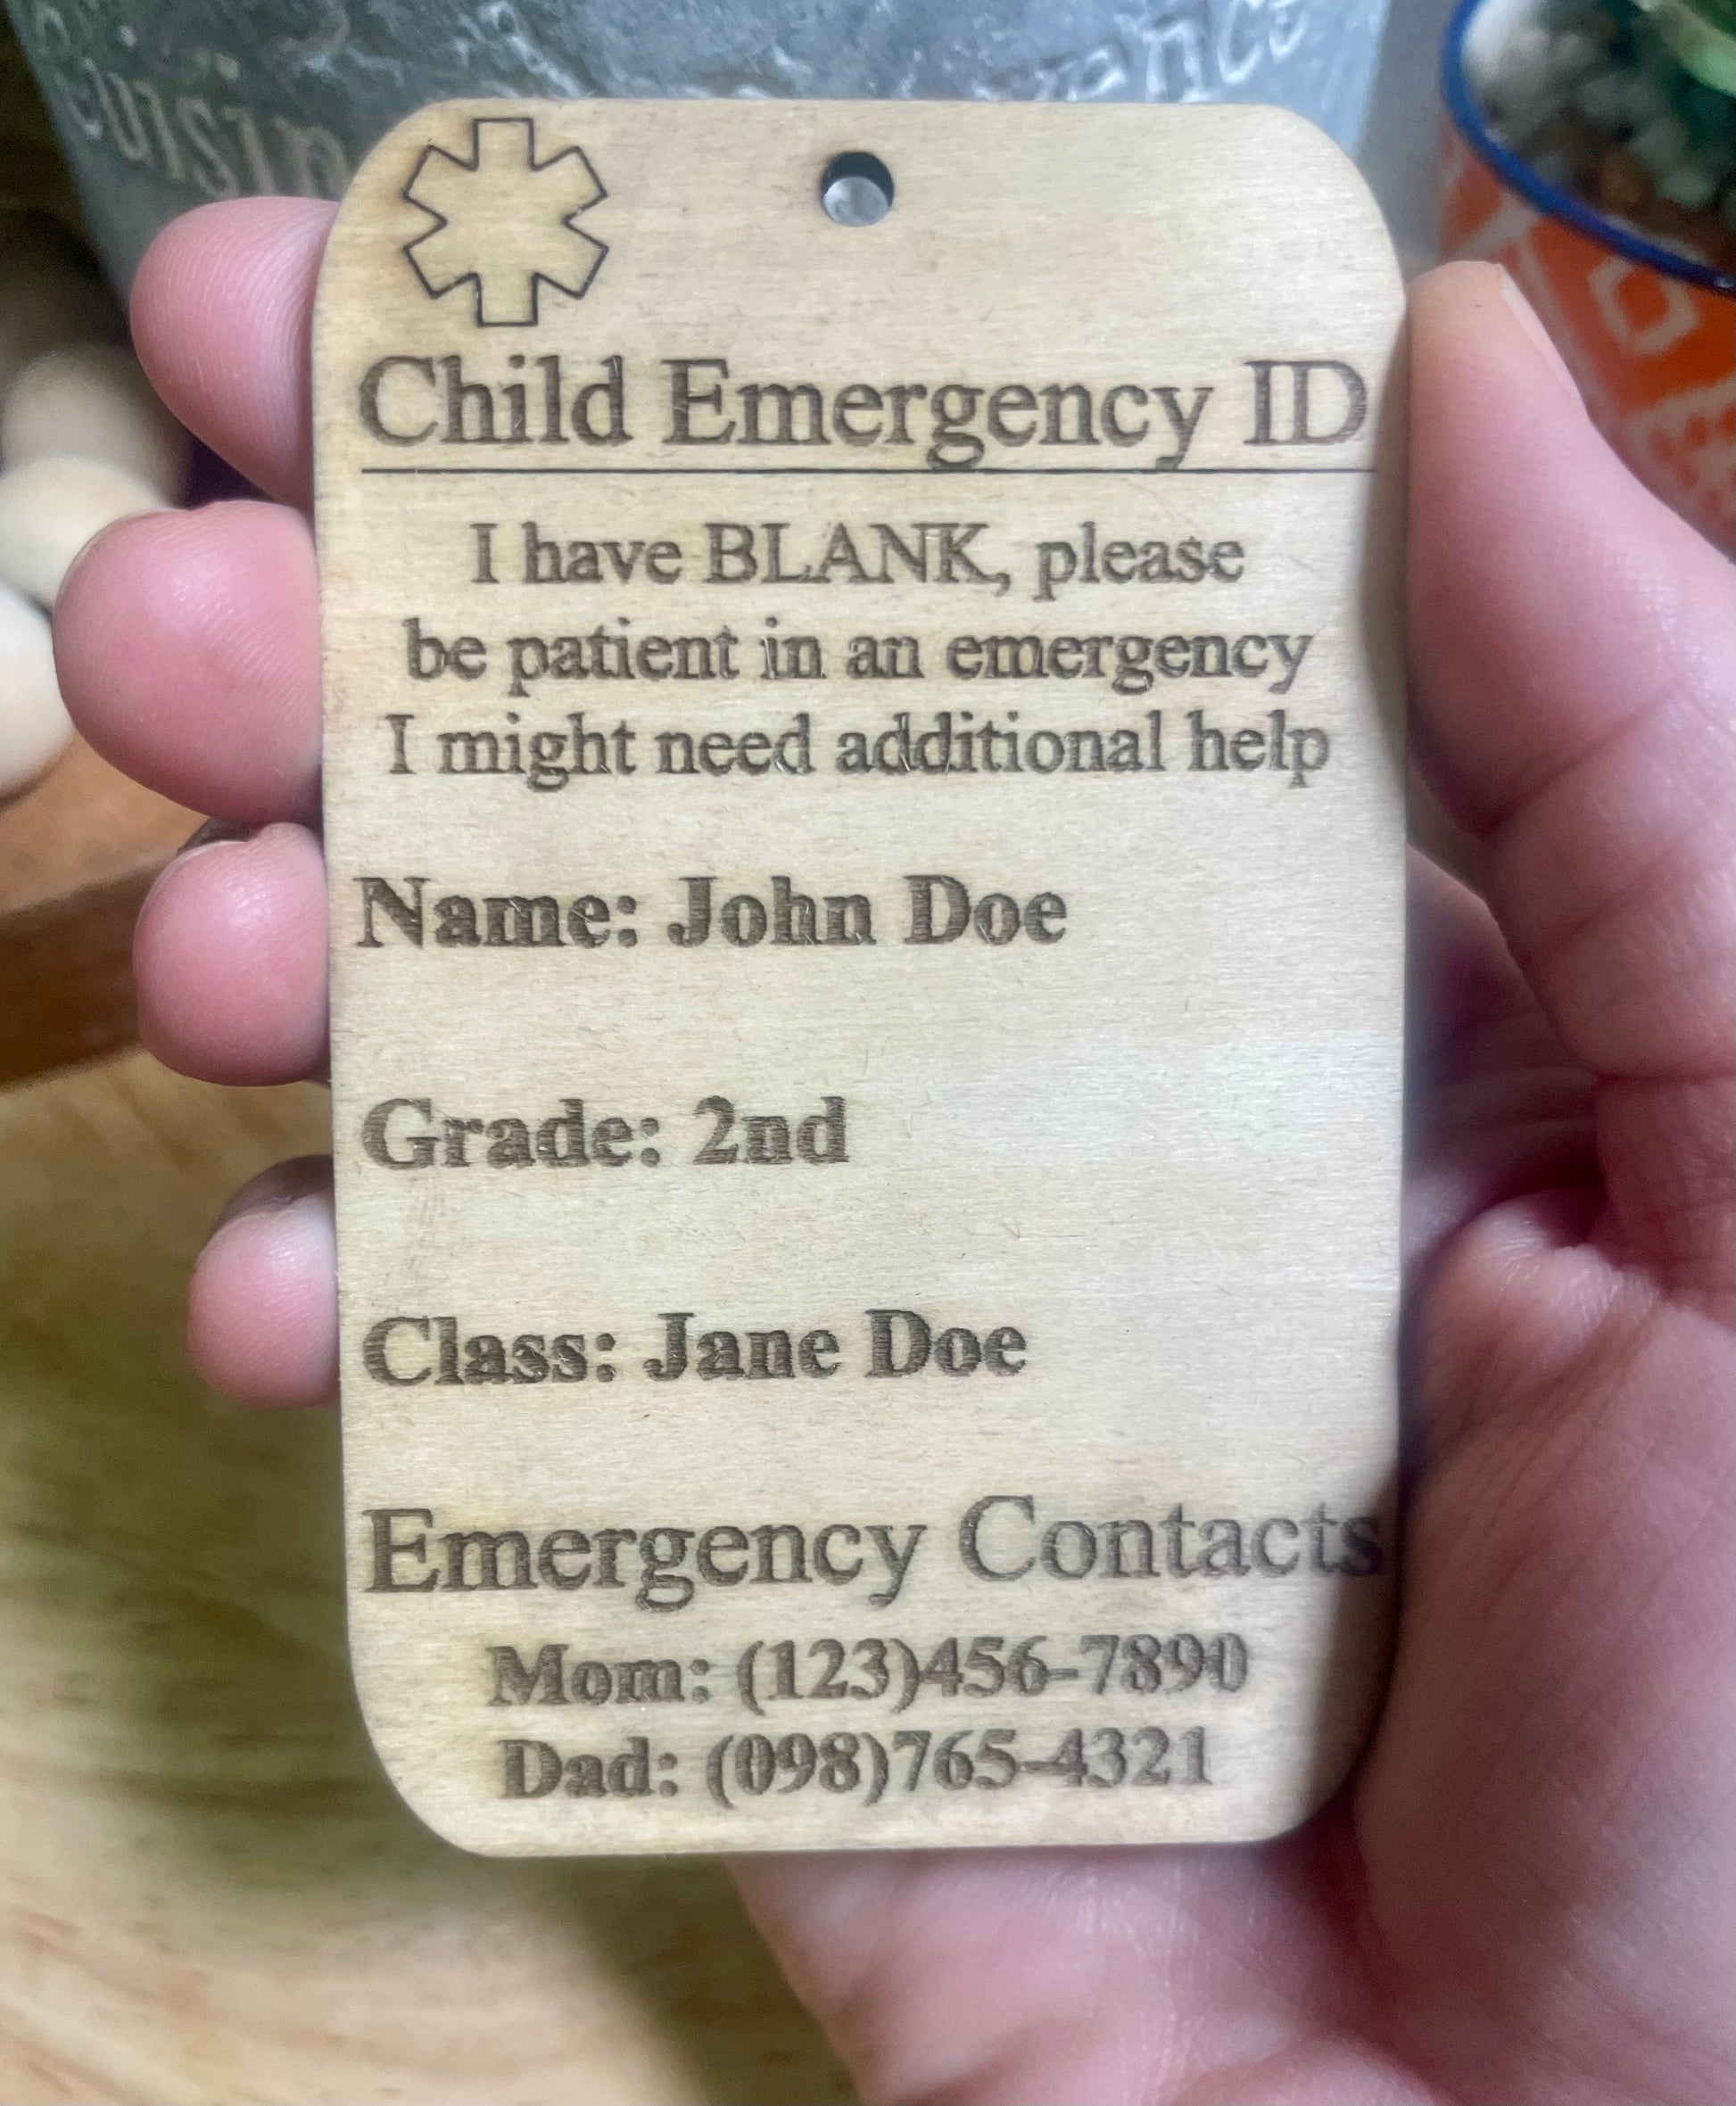 Child Emergency ID
I have BLANK, please
be patient in an emergency
I might need additional help
Name: John Doe
Grade: 2nd
Class: Jane Doe
Emergency Contacts
Mom: (123)456-7890
Dad: (098)765-4321